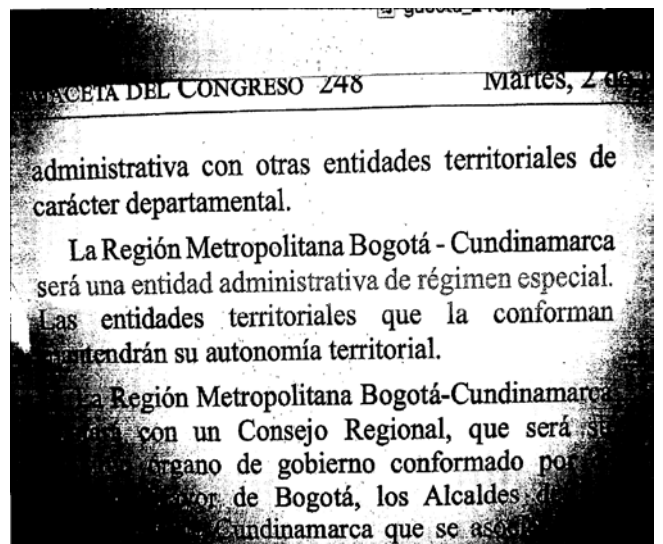 GACETA DEL CONGRESO 248 Martes, 2 de
administrativa con otras entidades territoriales de
carácter departamental.
La Región Metropolitana Bogotá - Cundinamarca
será una entidad administrativa de régimen especial.
Las entidades territoriales que la conforman
mantendrán su autonomía territorial.
La Región Metropolitana Bogotá-Cundinamarca
con un Consejo Regional, que será su
órgano de gobierno conformado por
de Bogotá, los Alcaldes de
Cundinamarca que se